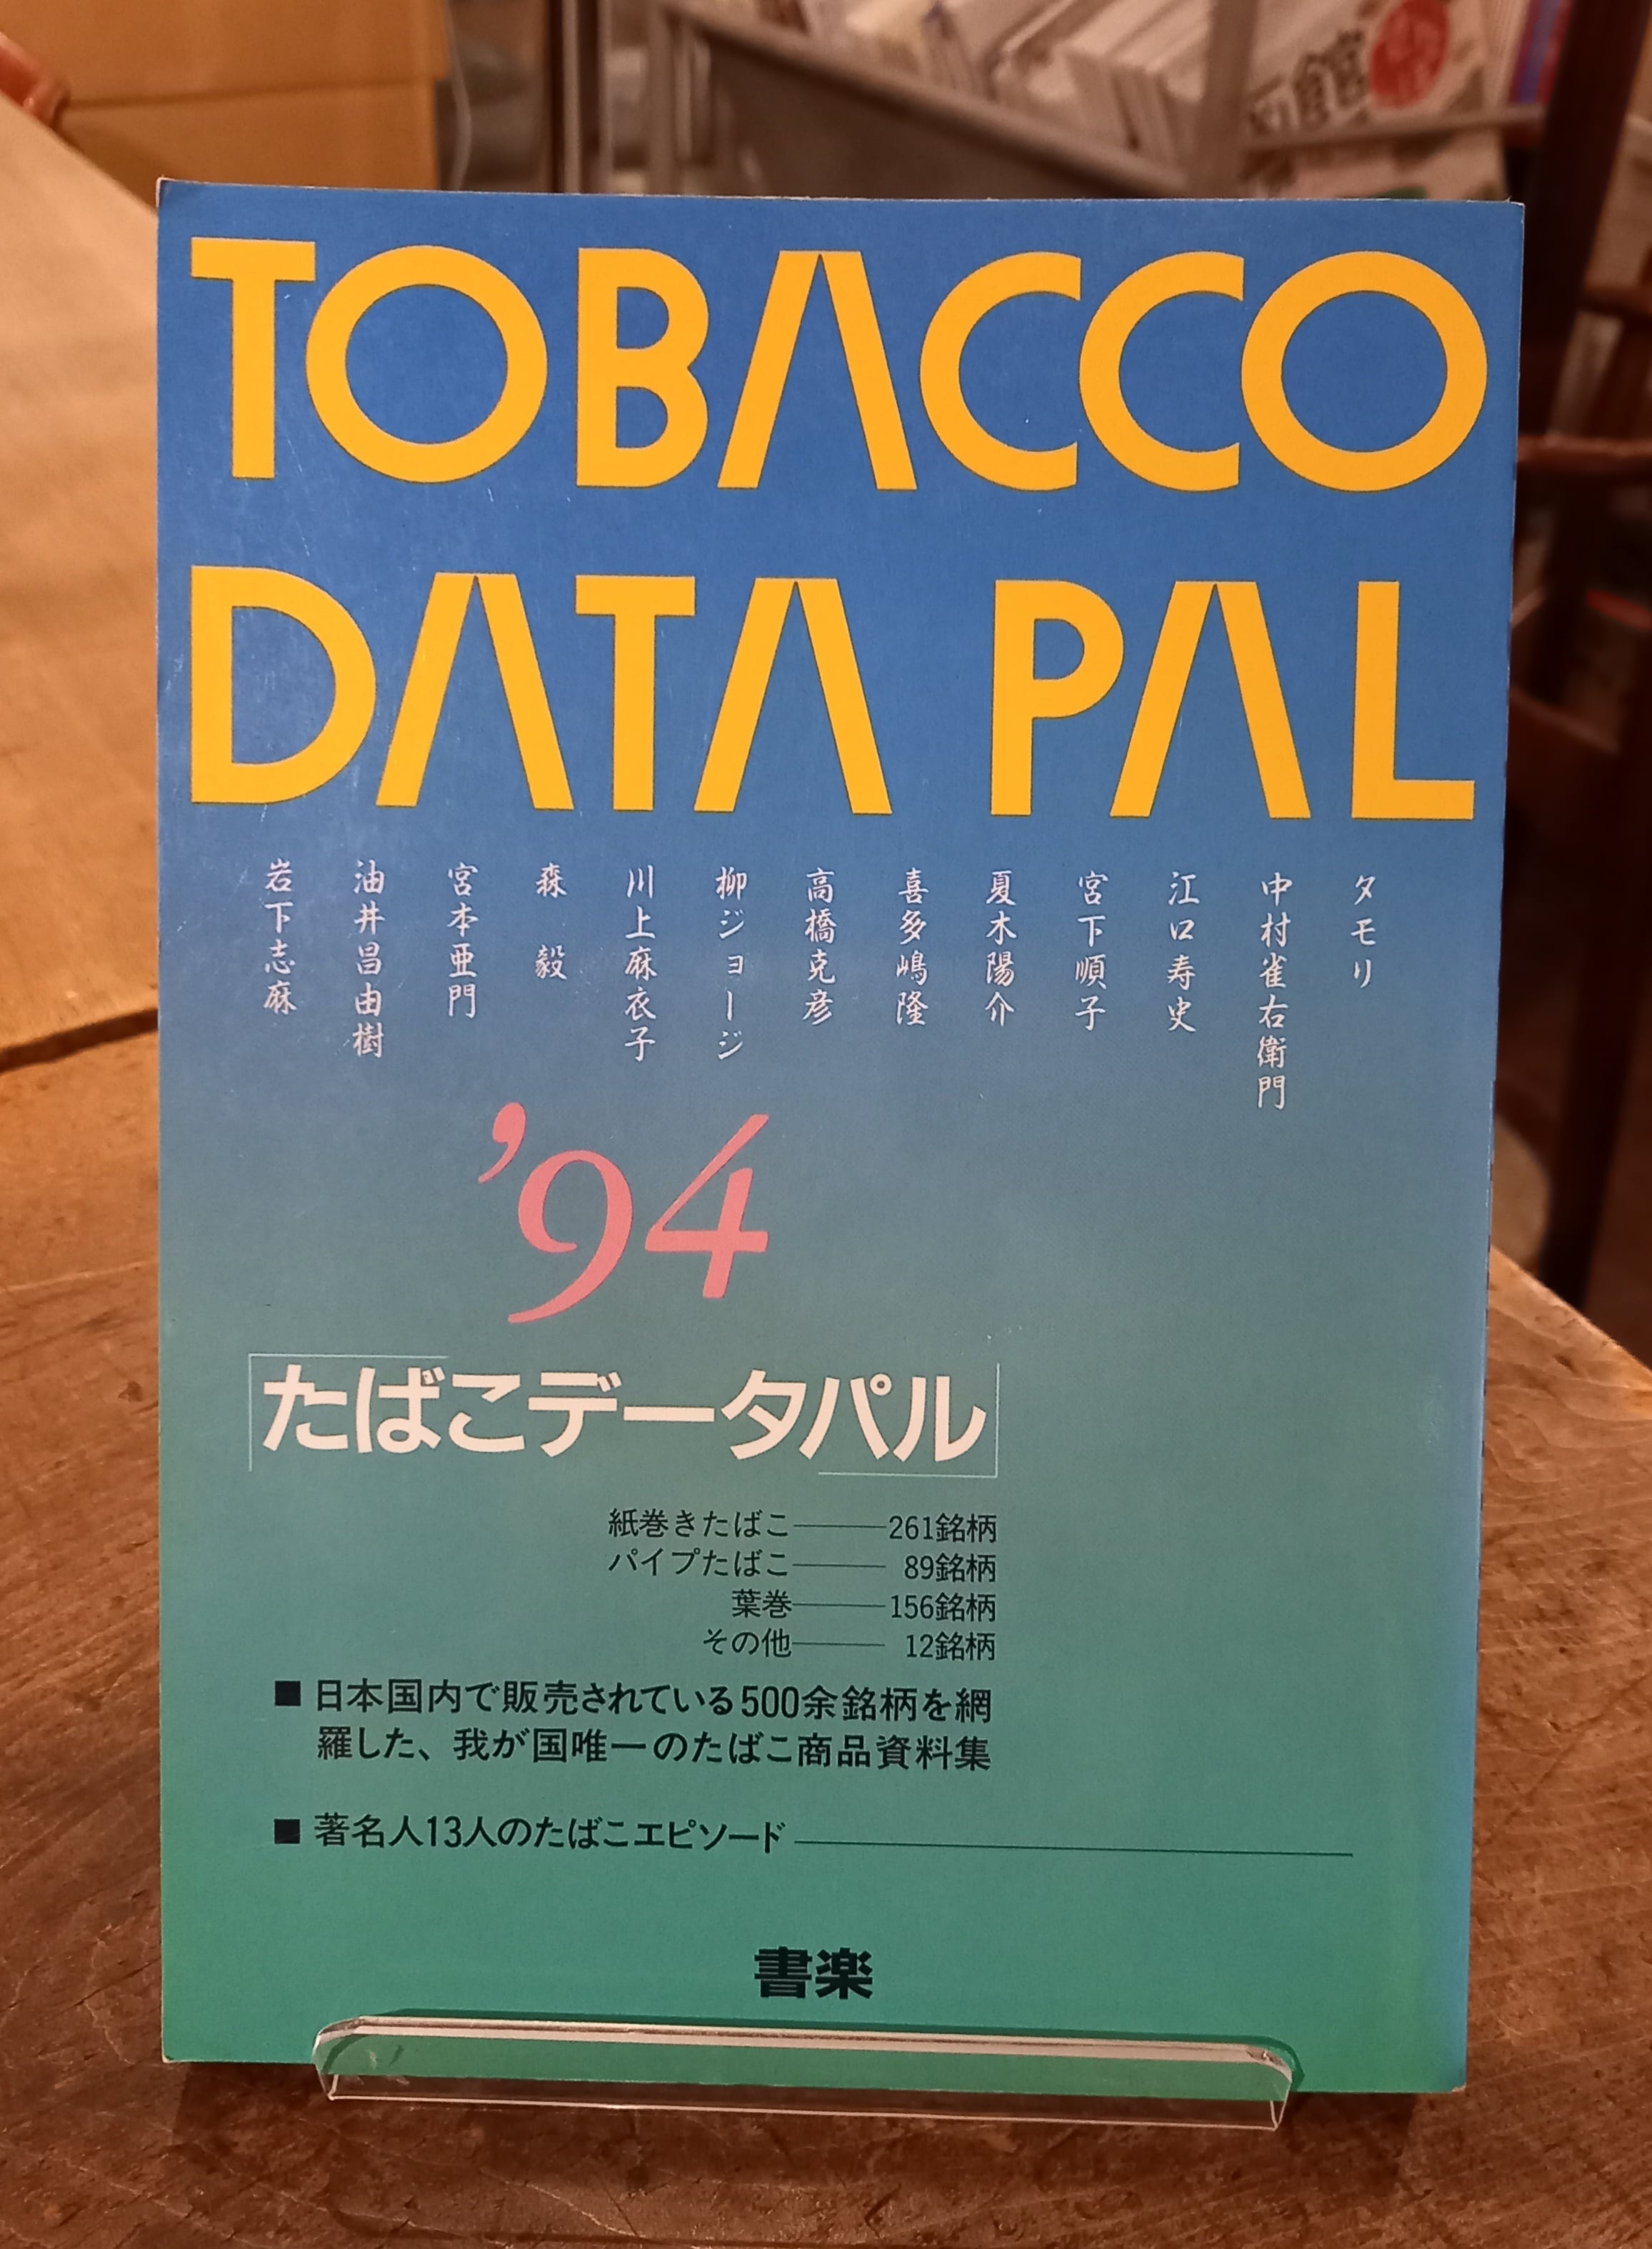 TOBACCO
DATA PAL
タモリ
中村雀右衛門
江口寿史
宮下順子
夏木陽介
喜多嶋隆
高橋克彦
柳ジョージ
川上麻衣子
森 毅
宮本亜門
油井昌由樹
岩下志麻
’94
「たばこデータパル」
紙巻きたばこ――261銘柄
パイプたばこ――89銘柄
葉巻――156銘柄
その他――12銘柄
■日本国内で販売されている500余銘柄を網
羅した、我が国唯一のたばこ商品資料集
■著名人13人のたばこエピソード
書楽